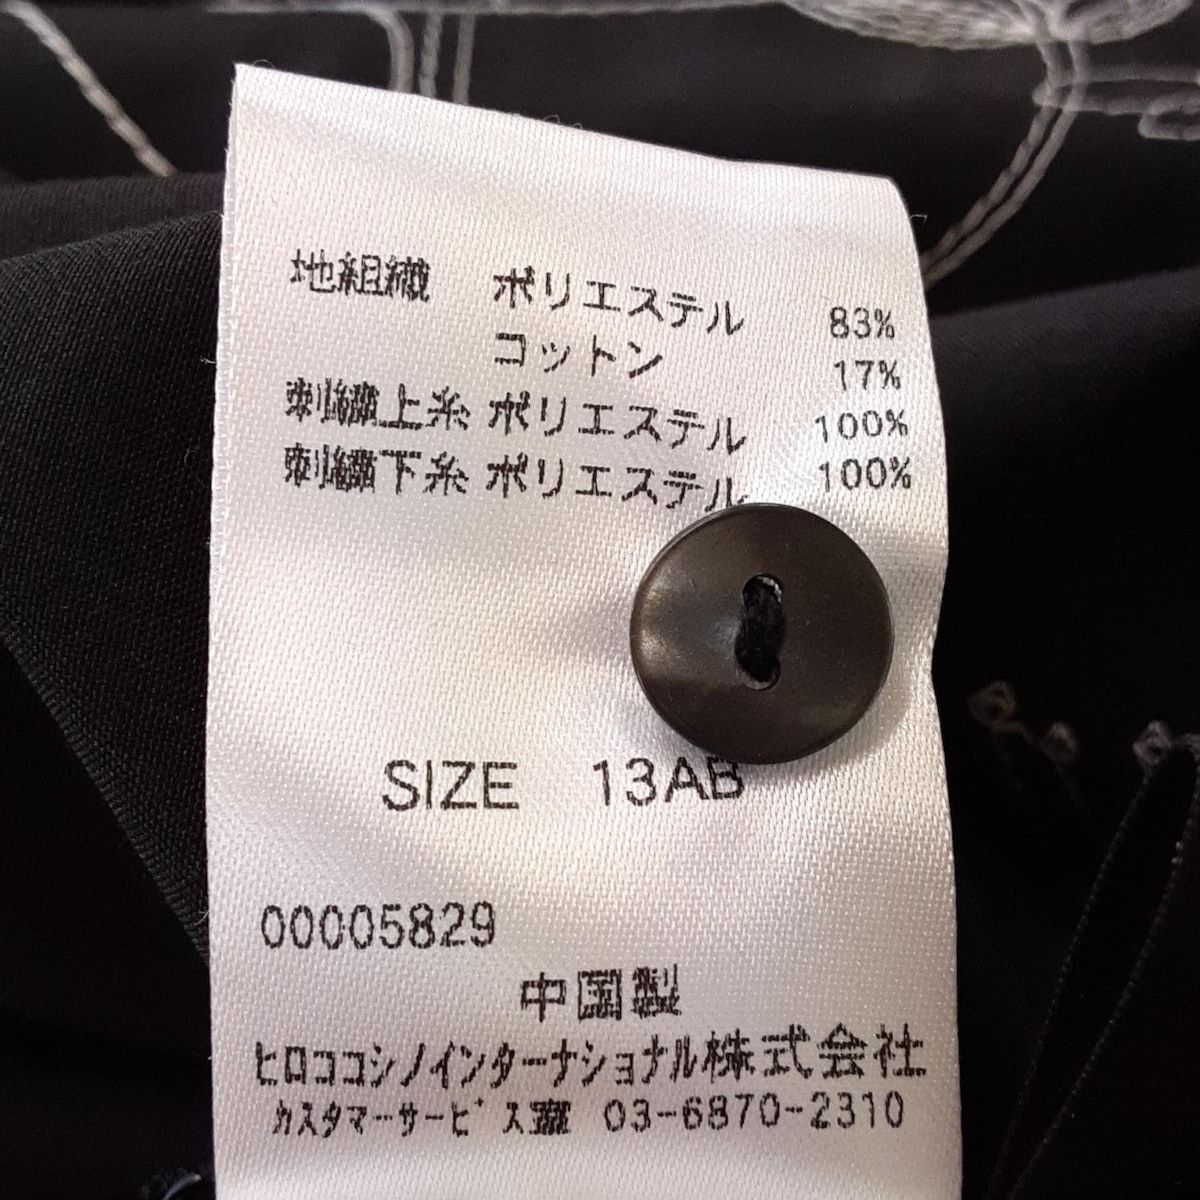 地組織 ポリエステル 83%
コットン 17%
刺繍上糸 ポリエステル 100%
刺繍下糸 ポリエステル 100%
SIZE 13AB
00005829
中国製
ヒロココシノインターナショナル株式会社
カスタマーサービス室 03-6870-2310